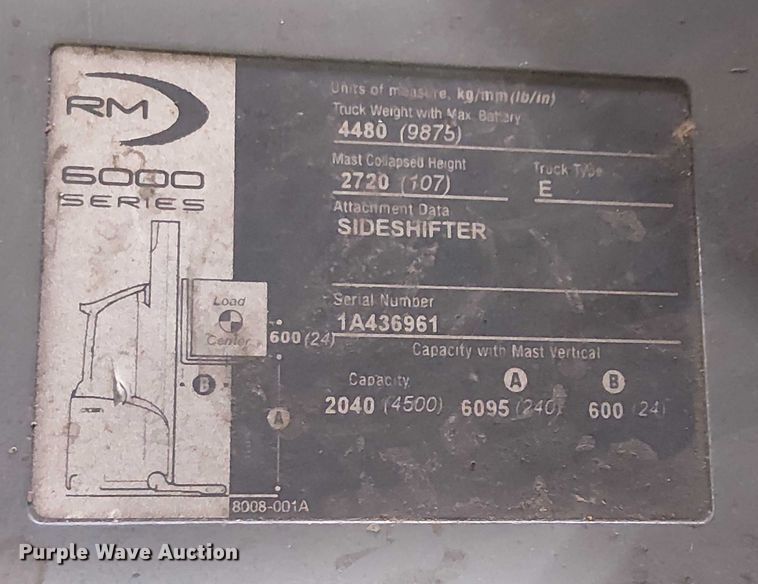 RM
6000
SERIES
Load
Center
600 (24)
B
A
8008-001A
Units of measure, kg/mm (lb/in)
Truck Weight with Max. Battery
4480 (9875)
Mast Collapsed Height
2720 (107)
Truck Type
E
Attachment Data
SIDESHIFTER
Serial Number
1A436961
Capacity with Mast Vertical
Capacity A B
2040 (4500) 6095 (240) 600 (24)
Purple Wave Auction